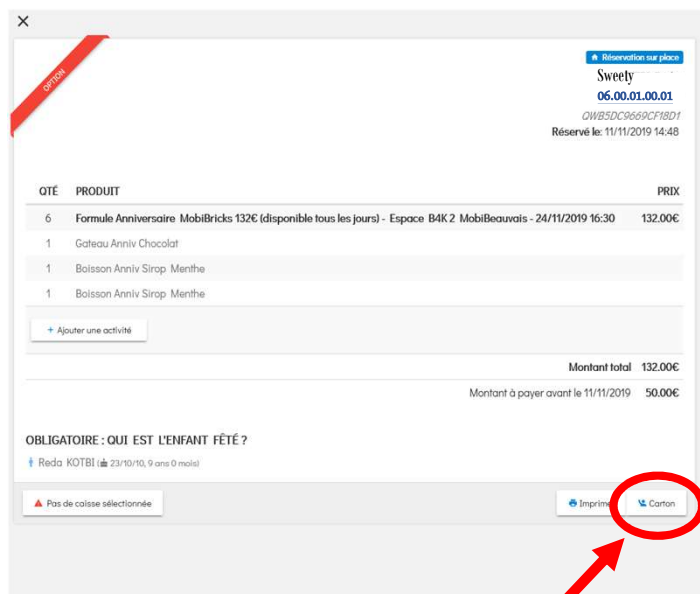 OPTION
Réservation sur place
Sweety
06.00.01.00.01
QWB5DC9669CF18D1
Réservé le: 11/11/2019 14:48
QTÉ PRODUIT PRIX
6 Formule Anniversaire MobiBricks 132€ (disponible tous les jours) - Espace B4K 2 MobiBeauvais - 24/11/2019 16:30 132.00€
1 Gateau Anniv Chocolat
1 Boisson Anniv Sirop Menthe
1 Boisson Anniv Sirop Menthe
+ Ajouter une activité
Montant total 132.00€
Montant à payer avant le 11/11/2019 50.00€
OBLIGATOIRE : QUI EST L'ENFANT FÊTÉ ?
Reda KOTBI (23/10/10, 9 ans 0 mois)
Pas de caisse sélectionnée Imprime Carton